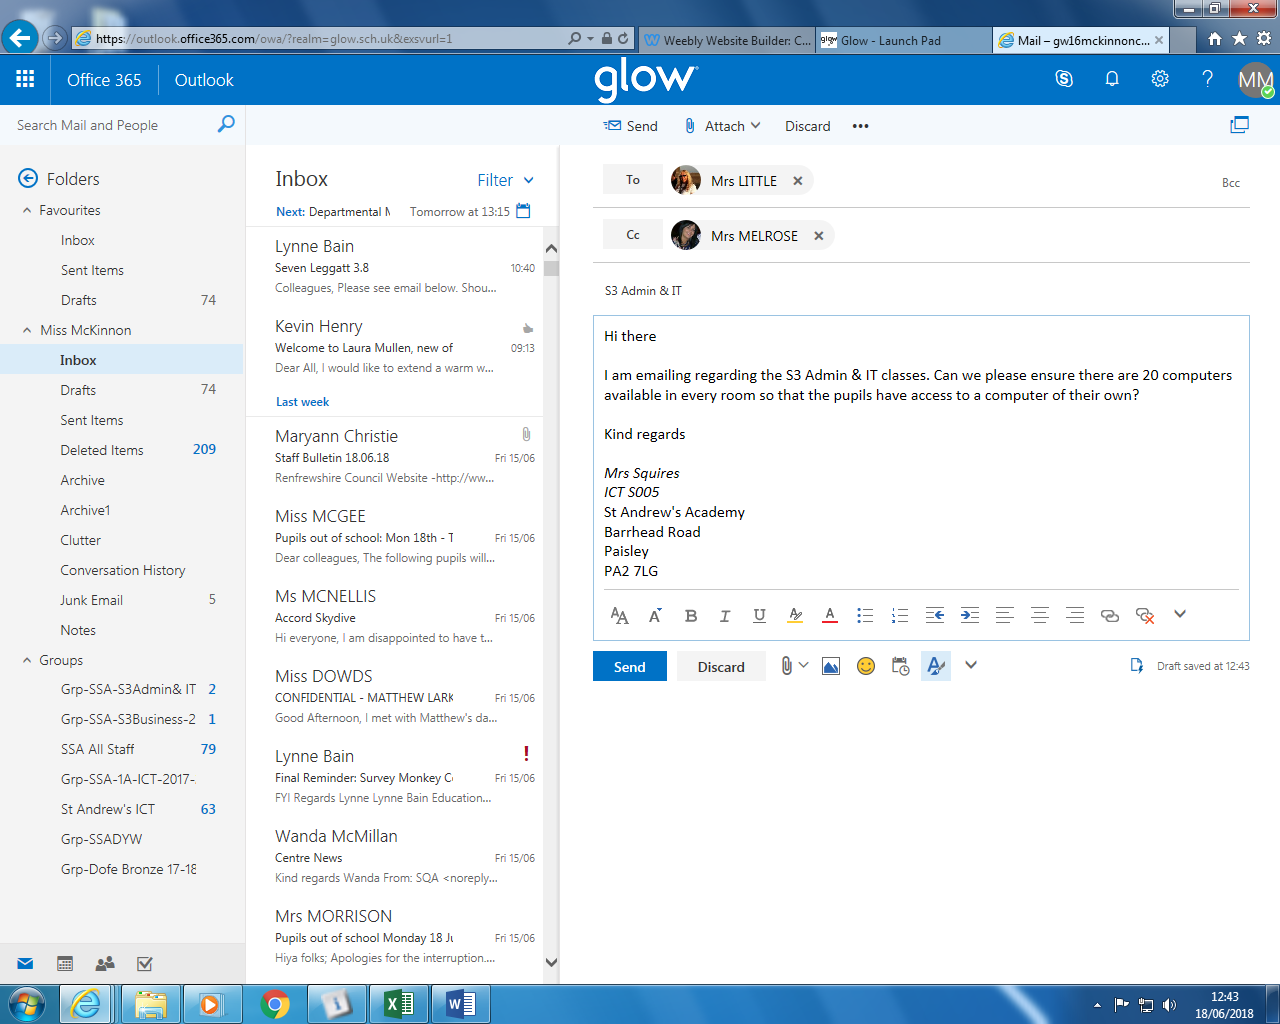 https://outlook.office365.com/owa/?realm=glow.sch.uk&exsvurl=1
Weebly Website Builder: C...
glow Glow - Launch Pad
Mail – gw16mckinnonc...
Office 365
Outlook
glow
MM
Search Mail and People
Send
Attach
Discard
Folders
Favourites
Inbox
Sent Items
Drafts 74
Miss McKinnon
Inbox
Drafts 74
Sent Items
Deleted Items 209
Archive
Archive1
Clutter
Conversation History
Junk Email 5
Notes
Groups
Grp-SSA-S3Admin& IT 2
Grp-SSA-S3Business-2 1
SSA All Staff 79
Grp-SSA-1A-ICT-2017-
St Andrew's ICT 63
Grp-SSADYW
Grp-Dofe Bronze 17-18
Inbox
Filter
Next: Departmental M Tomorrow at 13:15
Lynne Bain
Seven Leggatt 3.8 10:40
Colleagues, Please see email below. Shou...
Kevin Henry
Welcome to Laura Mullen, new of 09:13
Dear All, I would like to extend a warm w...
Last week
Maryann Christie
Staff Bulletin 18.06.18 Fri 15/06
Renfrewshire Council Website -http://ww...
Miss MCGEE
Pupils out of school: Mon 18th - T Fri 15/06
Dear colleagues, The following pupils will...
Ms MCNELLIS
Accord Skydive Fri 15/06
Hi everyone, I am disappointed to have t...
Miss DOWDS
CONFIDENTIAL - MATTHEW LARK Fri 15/06
Good Afternoon, I met with Matthew's da...
Lynne Bain
Final Reminder: Survey Monkey Co Fri 15/06
FYI Regards Lynne Lynne Bain Education...
Wanda McMillan
Centre News Fri 15/06
Kind regards Wanda From: SQA <noreply...
Mrs MORRISON
Pupils out of school Monday 18 Ju Fri 15/06
Hiya folks; Apologies for the interruption....
To Mrs LITTLE Bcc
Cc Mrs MELROSE
S3 Admin & IT
Hi there
I am emailing regarding the S3 Admin & IT classes. Can we please ensure there are 20 computers
available in every room so that the pupils have access to a computer of their own?
Kind regards
Mrs Squires
ICT S005
St Andrew's Academy
Barrhead Road
Paisley
PA2 7LG
Send
Discard
Draft saved at 12:43
12:43
18/06/2018